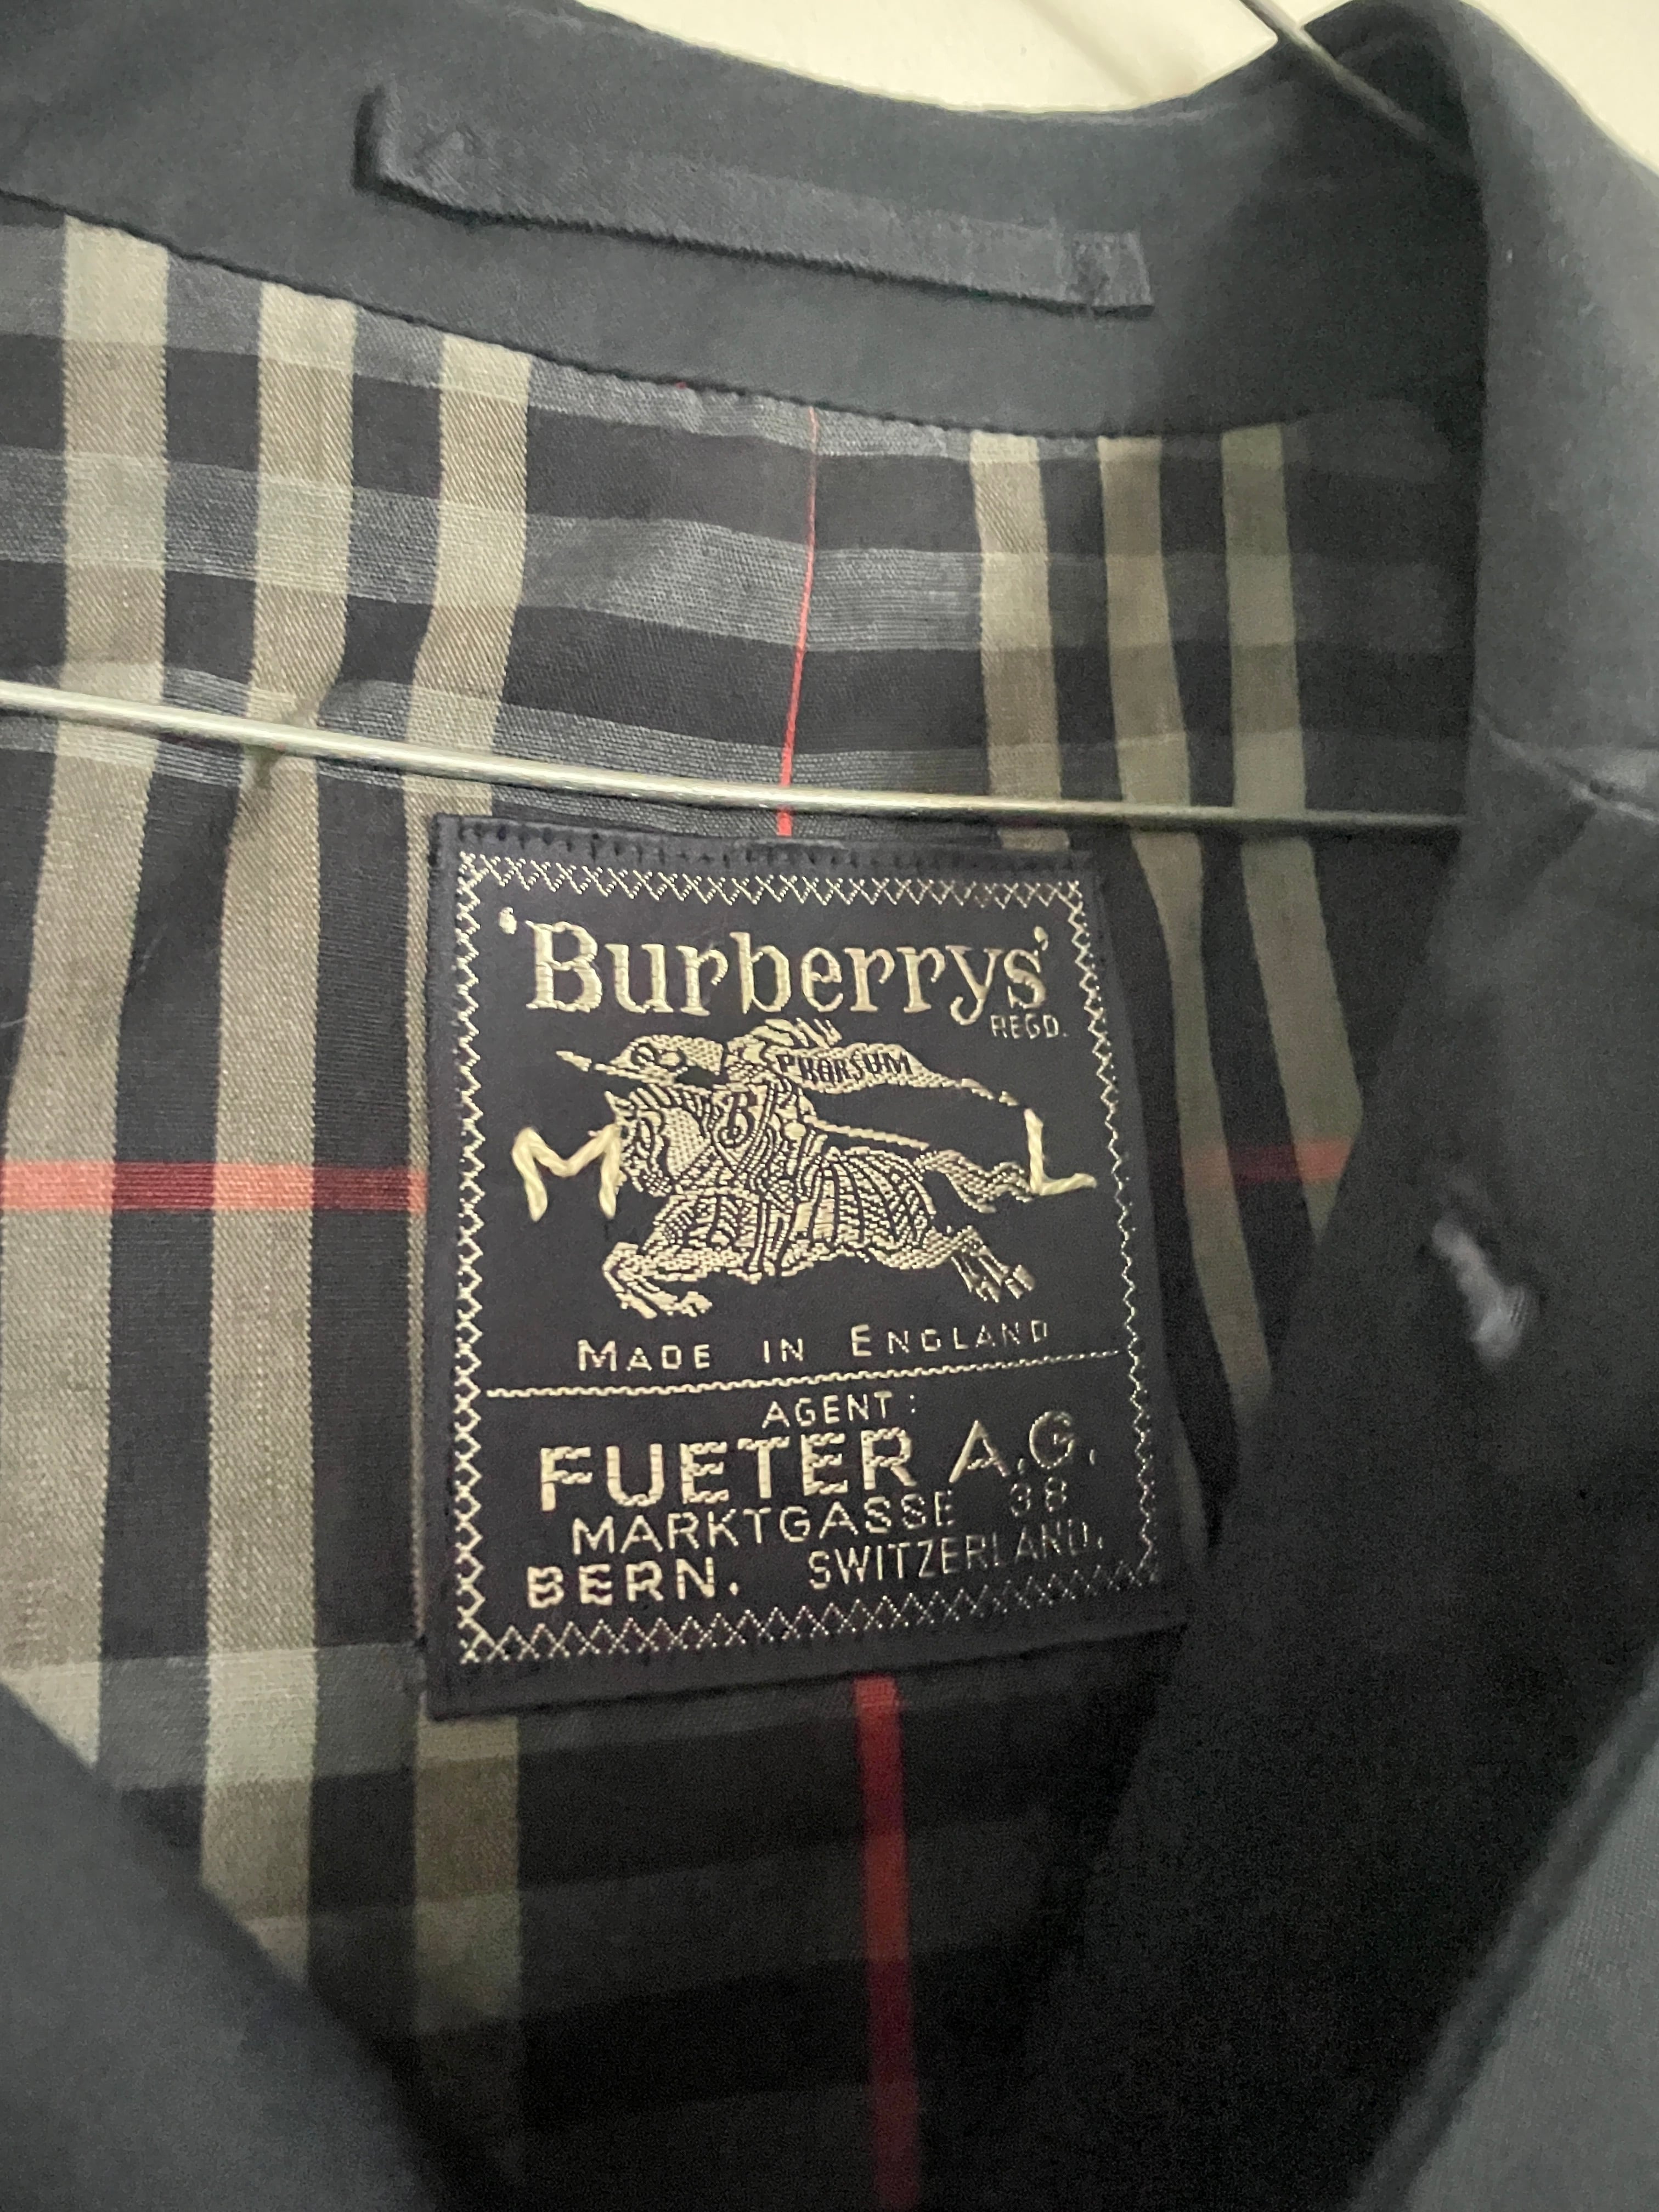 'Burberrys'
REGD.
PRORSUM
M L
MADE IN ENGLAND
AGENT:
FUETER A.G.
MARKTGASSE 38
BERN. SWITZERLAND.